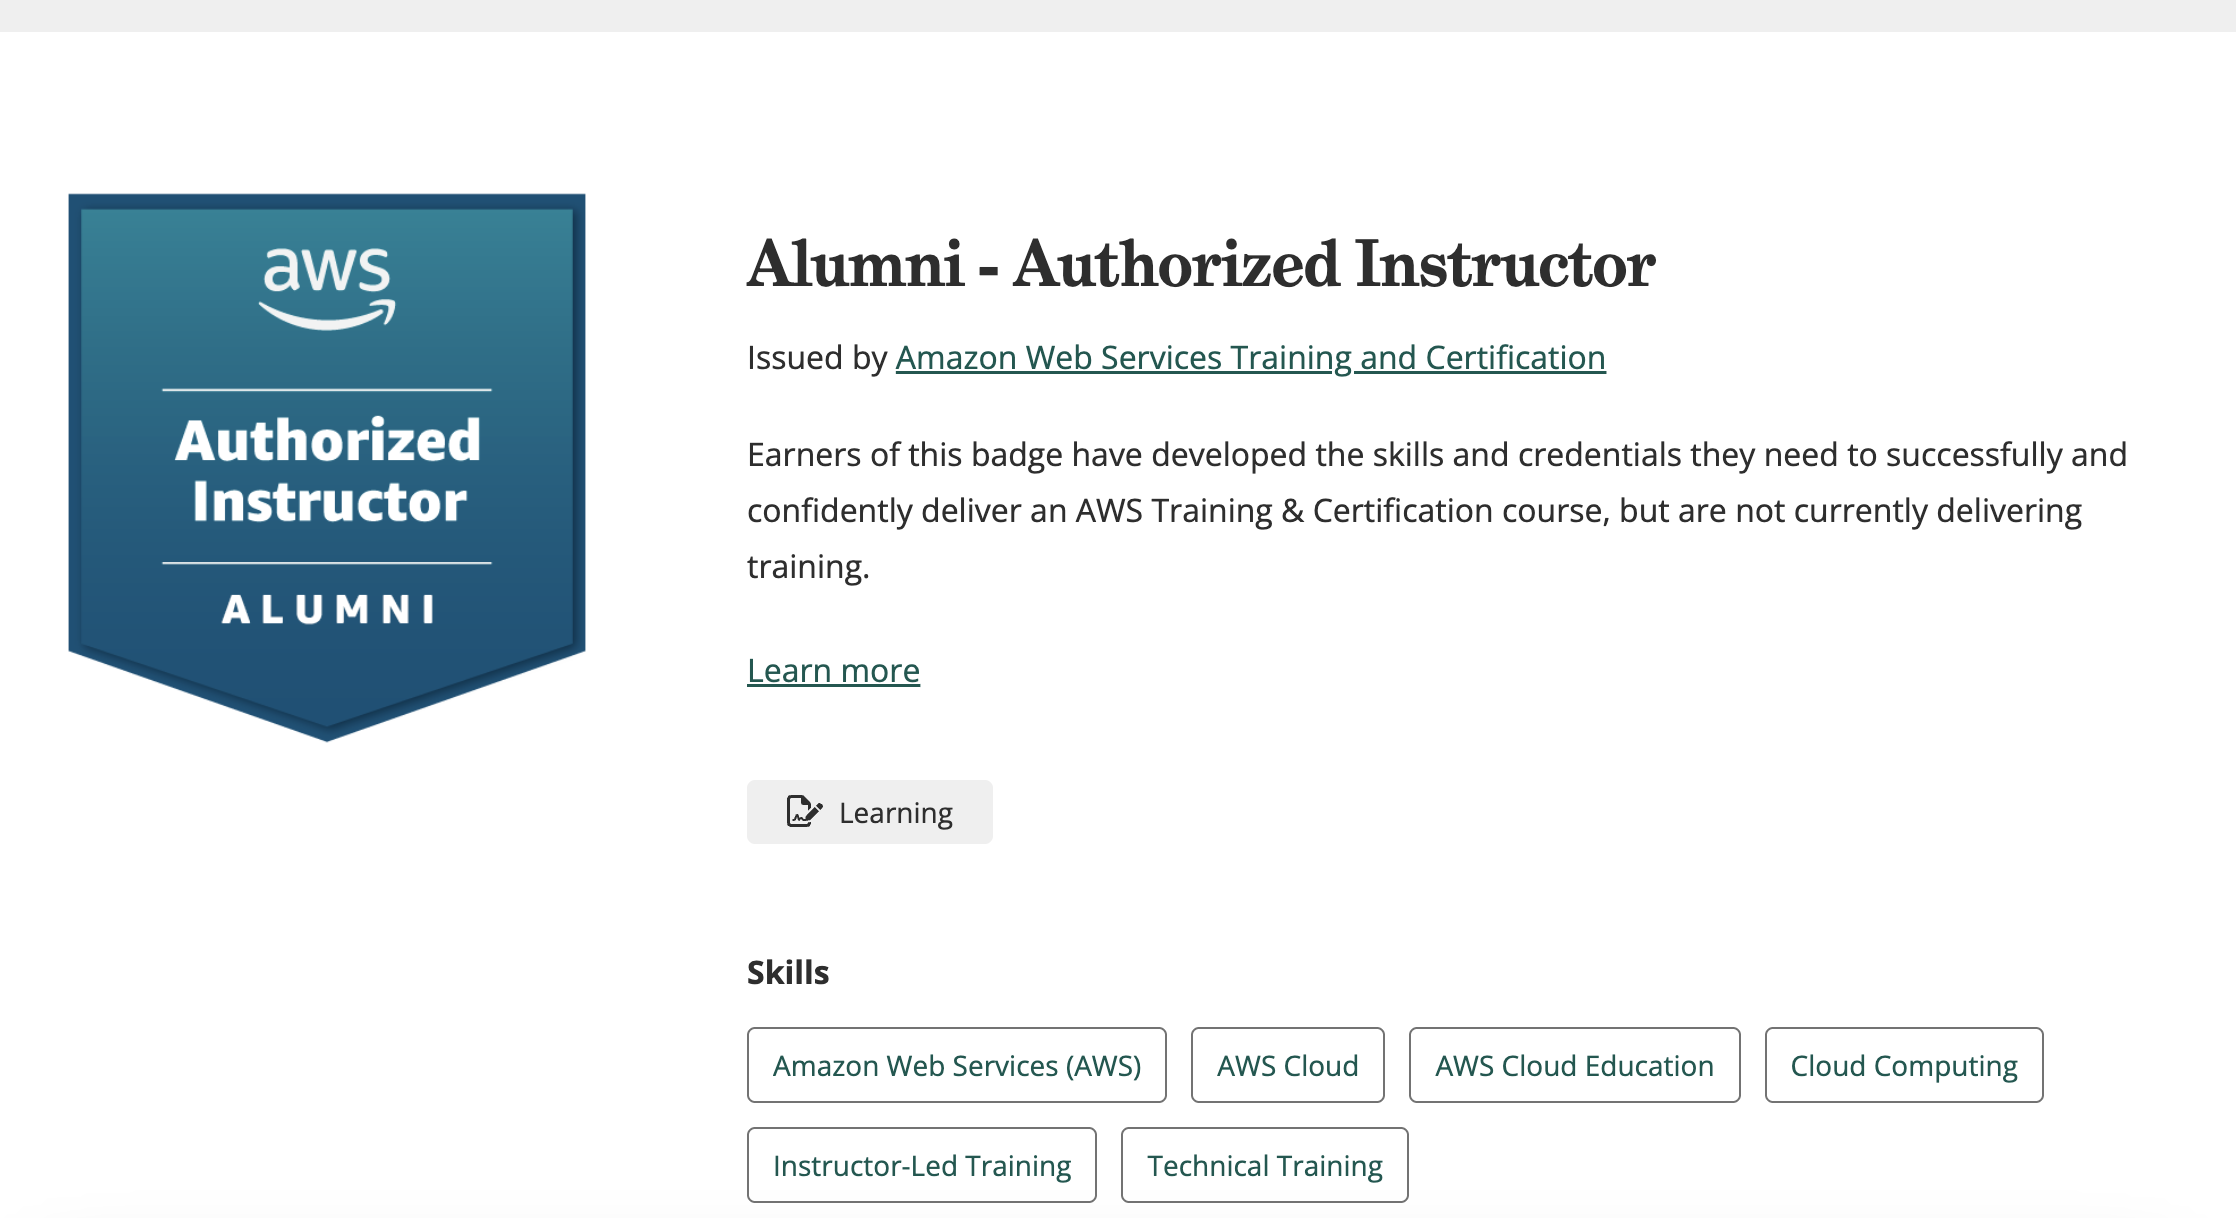 aws
Authorized
Instructor
ALUMNI
Alumni - Authorized Instructor
Issued by Amazon Web Services Training and Certification
Earners of this badge have developed the skills and credentials they need to successfully and
confidently deliver an AWS Training & Certification course, but are not currently delivering
training.
Learn more
Learning
Skills
Amazon Web Services (AWS) AWS Cloud AWS Cloud Education Cloud Computing
Instructor-Led Training Technical Training